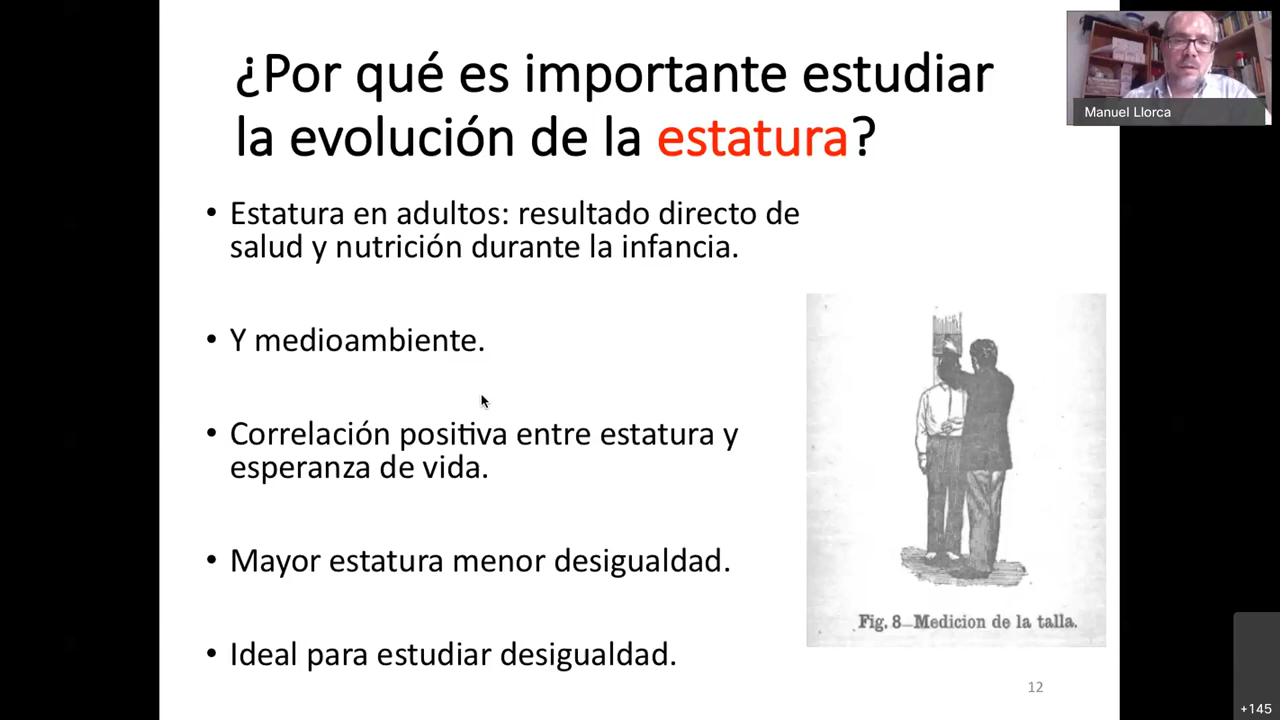 ¿Por qué es importante estudiar
la evolución de la estatura?
Manuel Llorca
• Estatura en adultos: resultado directo de
salud y nutrición durante la infancia.
• Y medioambiente.
• Correlación positiva entre estatura y
esperanza de vida.
• Mayor estatura menor desigualdad.
• Ideal para estudiar desigualdad.
Fig. 8—Medicion de la talla.
12
+145